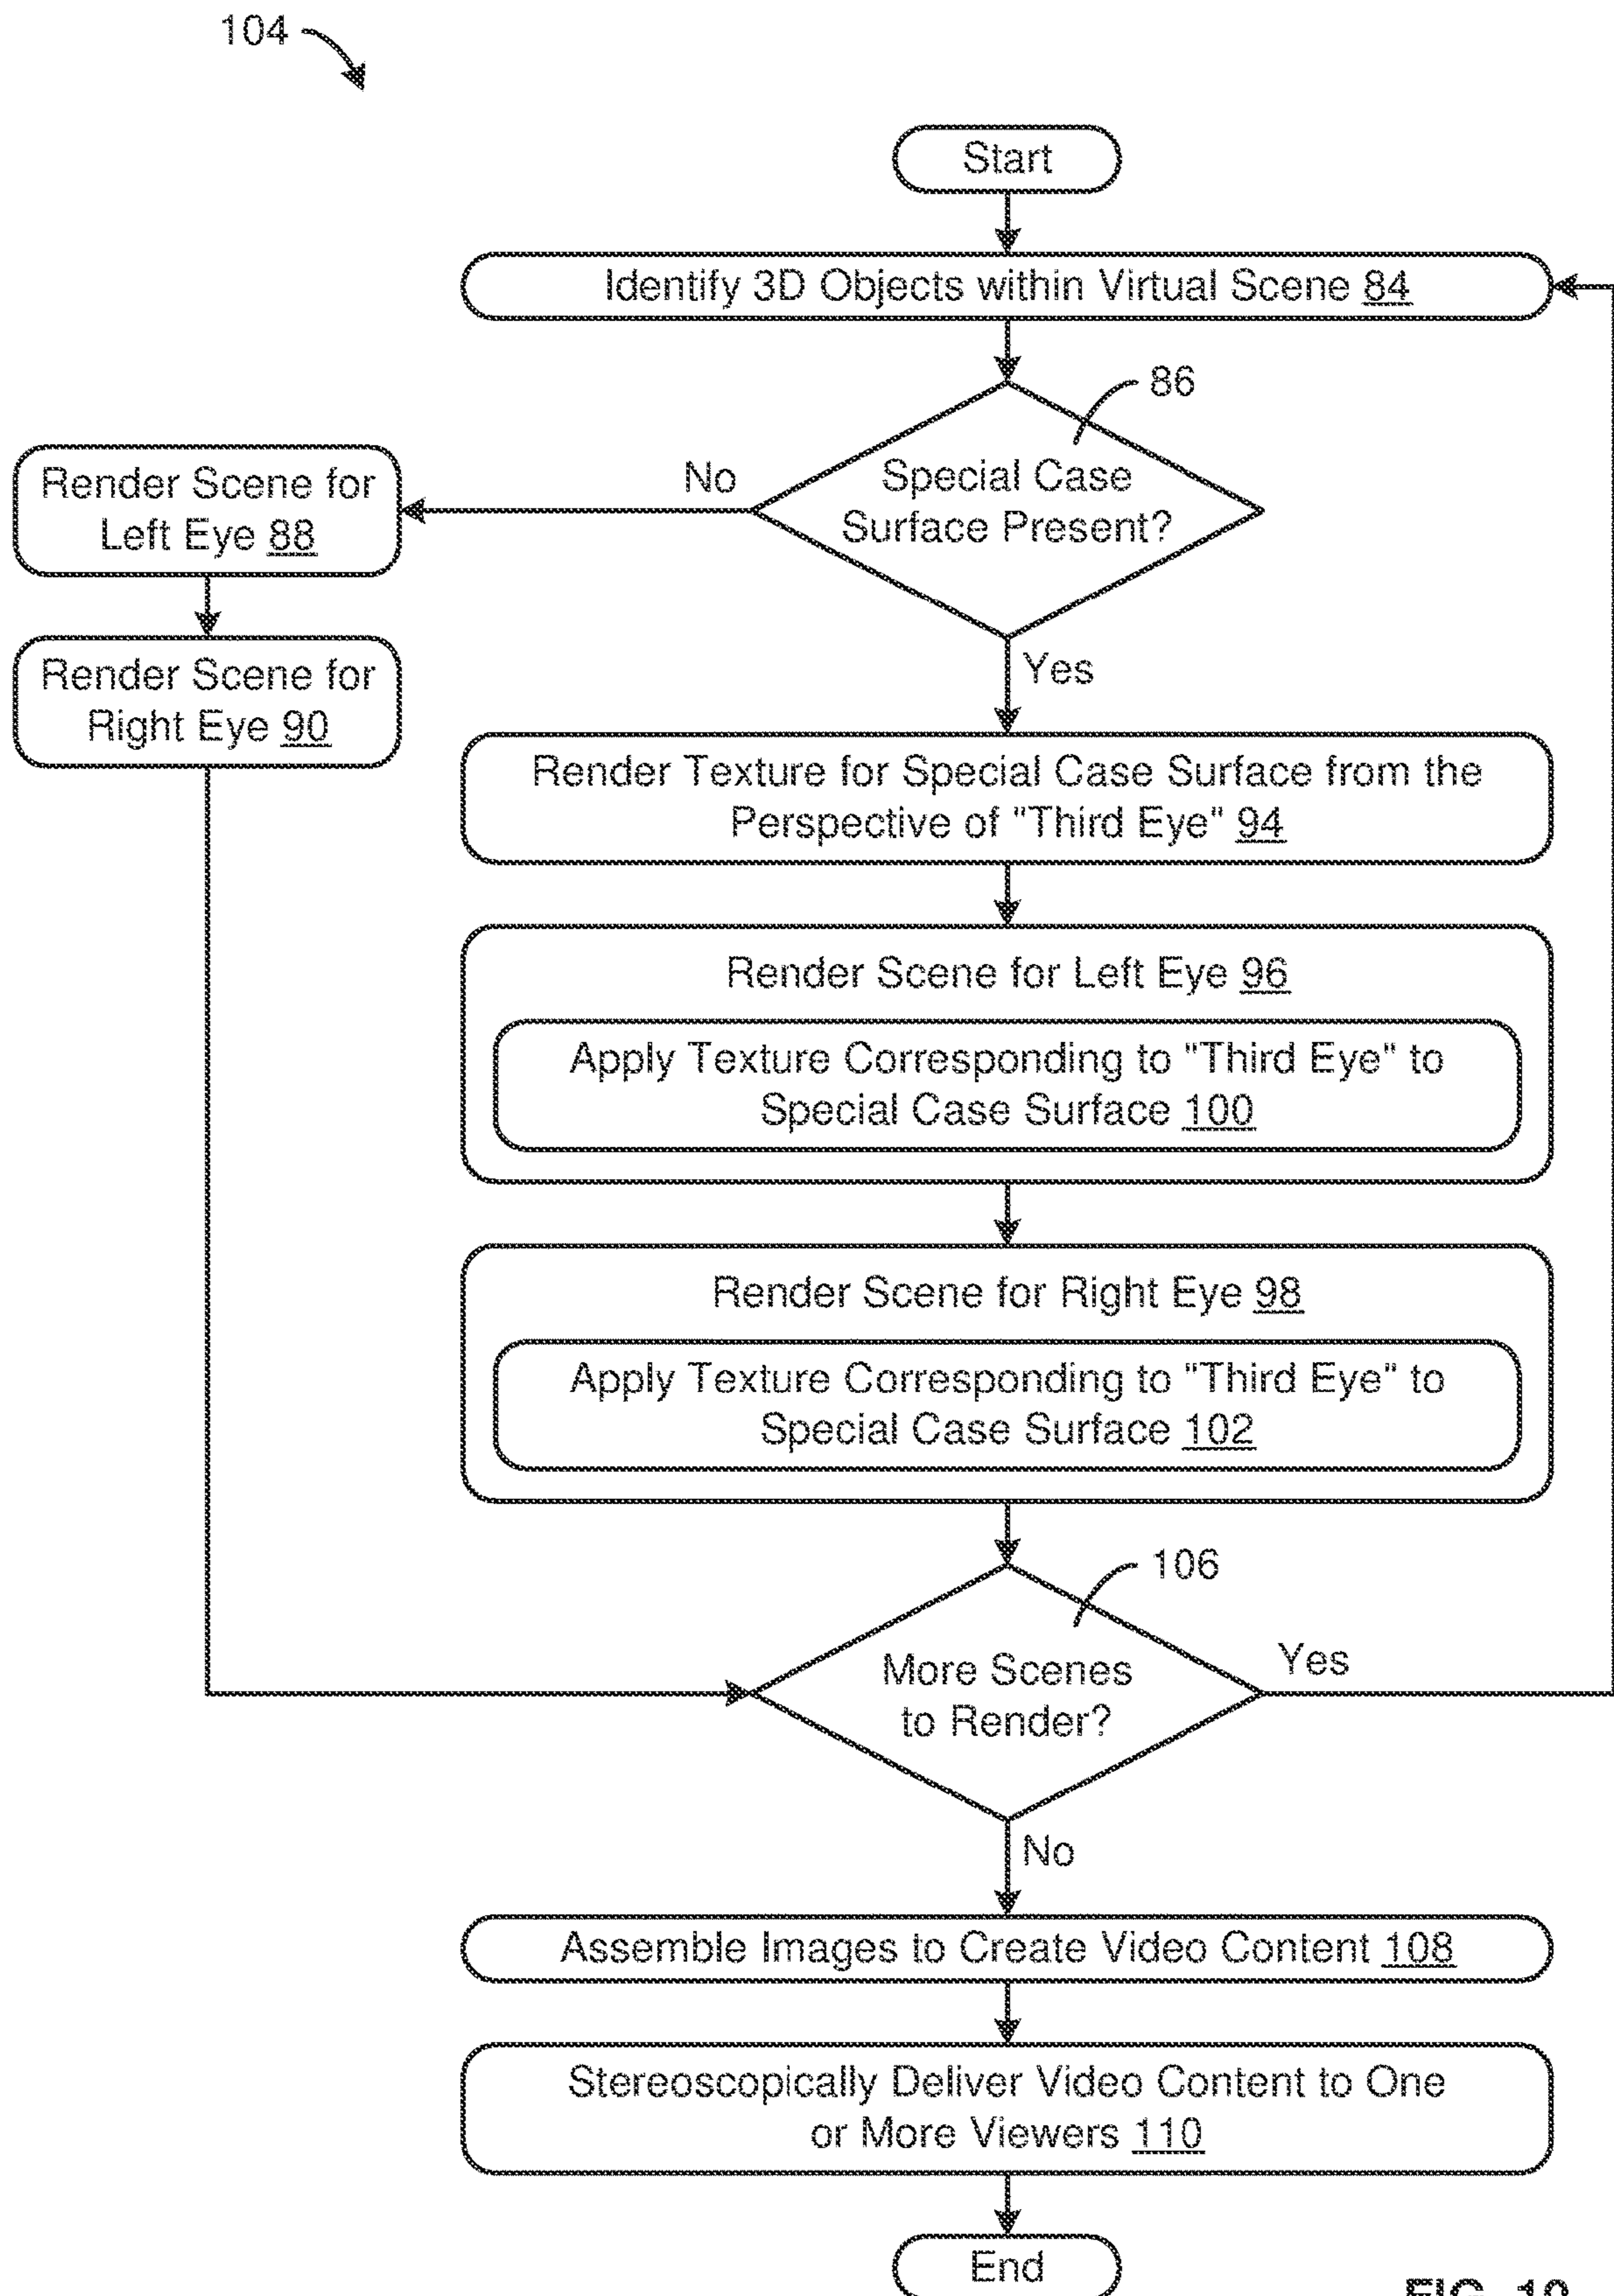 104
Start
Identify 3D Objects within Virtual Scene 84
86
Special Case
Surface Present?
No
Render Scene for
Left Eye 88
Render Scene for
Right Eye 90
Yes
Render Texture for Special Case Surface from the
Perspective of "Third Eye" 94
Render Scene for Left Eye 96
Apply Texture Corresponding to "Third Eye" to
Special Case Surface 100
Render Scene for Right Eye 98
Apply Texture Corresponding to "Third Eye" to
Special Case Surface 102
106
More Scenes
to Render?
Yes
No
Assemble Images to Create Video Content 108
Stereoscopically Deliver Video Content to One
or More Viewers 110
End